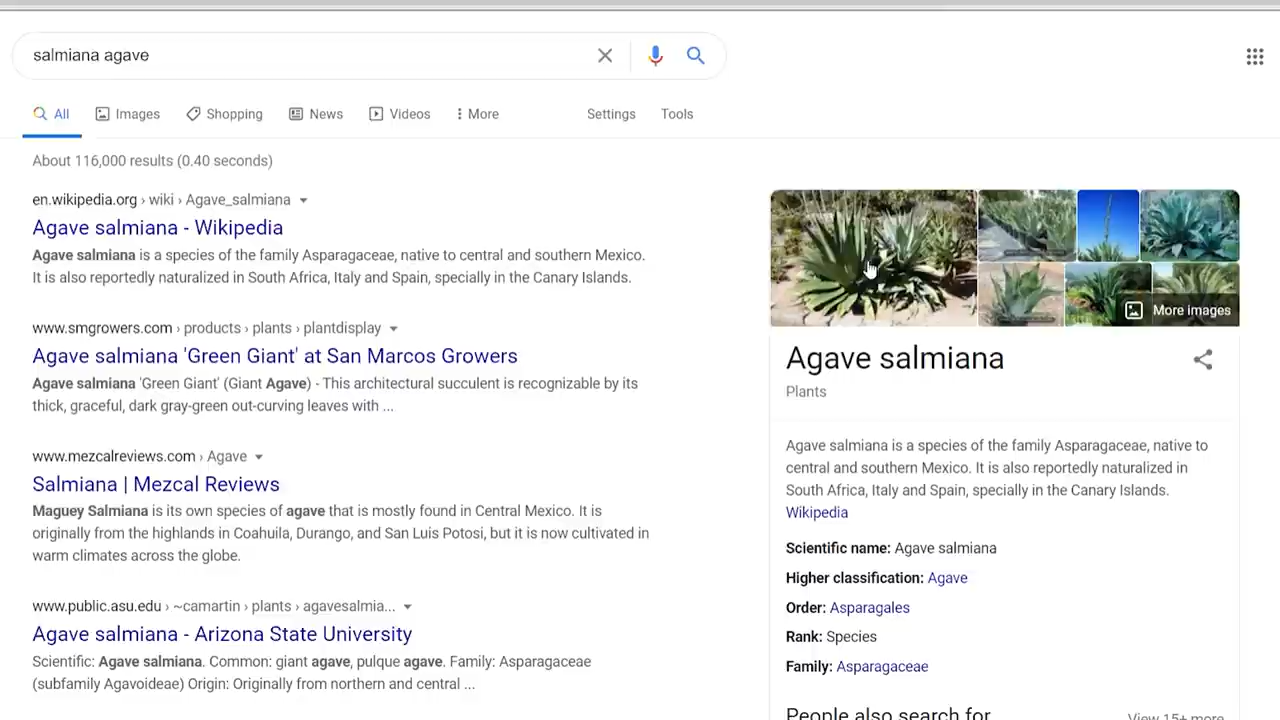 salmiana agave
All
Images
Shopping
News
Videos
More
Settings
Tools
About 116,000 results (0.40 seconds)
en.wikipedia.org › wiki › Agave_salmiana
Agave salmiana - Wikipedia
Agave salmiana is a species of the family Asparagaceae, native to central and southern Mexico.
It is also reportedly naturalized in South Africa, Italy and Spain, specially in the Canary Islands.
www.smgrowers.com › products › plants › plantdisplay
Agave salmiana 'Green Giant' at San Marcos Growers
Agave salmiana 'Green Giant' (Giant Agave) - This architectural succulent is recognizable by its
thick, graceful, dark gray-green out-curving leaves with ...
www.mezcalreviews.com › Agave
Salmiana | Mezcal Reviews
Maguey Salmiana is its own species of agave that is mostly found in Central Mexico. It is
originally from the highlands in Coahuila, Durango, and San Luis Potosi, but it is now cultivated in
warm climates across the globe.
www.public.asu.edu › ~camartin › plants › agavesalmia...
Agave salmiana - Arizona State University
Scientific: Agave salmiana. Common: giant agave, pulque agave. Family: Asparagaceae
(subfamily Agavoideae) Origin: Originally from northern and central ...
More images
Agave salmiana
Plants
Agave salmiana is a species of the family Asparagaceae, native to
central and southern Mexico. It is also reportedly naturalized in
South Africa, Italy and Spain, specially in the Canary Islands.
Wikipedia
Scientific name: Agave salmiana
Higher classification: Agave
Order: Asparagales
Rank: Species
Family: Asparagaceae
People also search for
View 15+ more